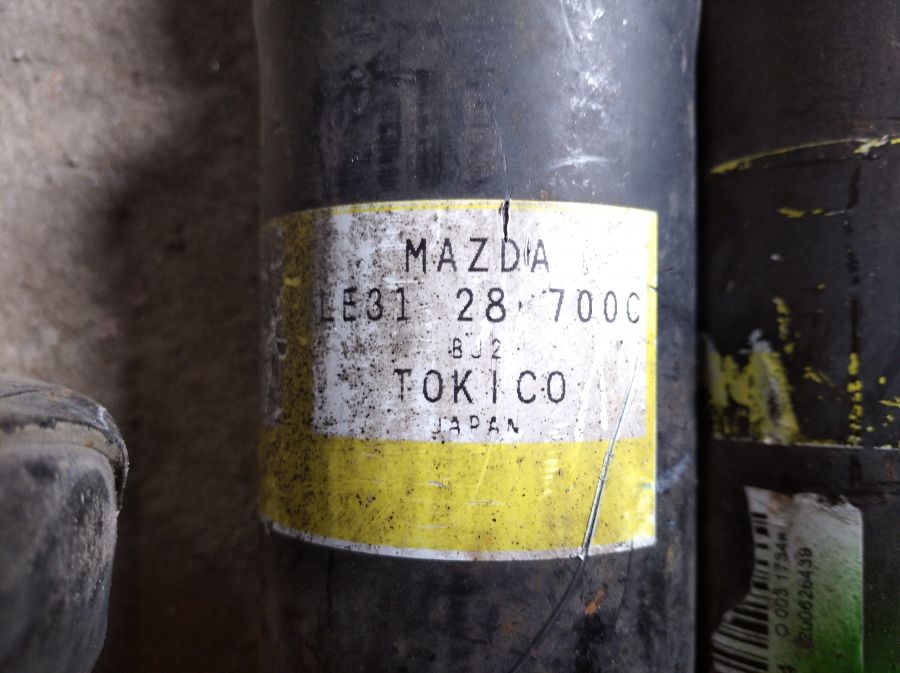 MAZDA
LE31 28 700C
BJ2
TOKICO
JAPAN